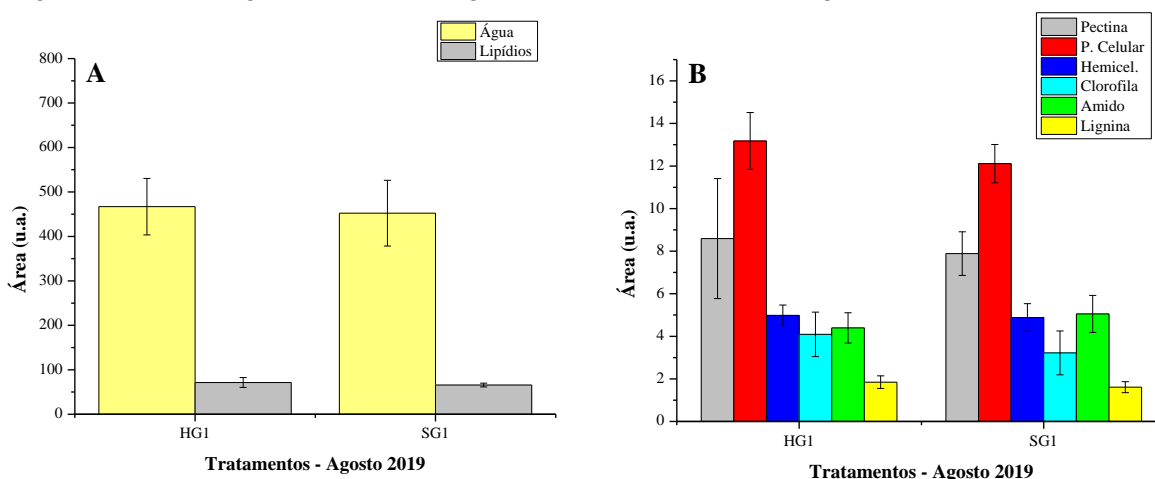 Água
Lipídios
A
800
700
600
500
400
300
200
100
0
Área (u.a.)
HG1
SG1
Tratamentos - Agosto 2019
Pectina
P. Celular
Hemicel.
Clorofila
Amido
Lignina
B
16
14
12
10
8
6
4
2
0
Área (u.a.)
HG1
SG1
Tratamentos - Agosto 2019